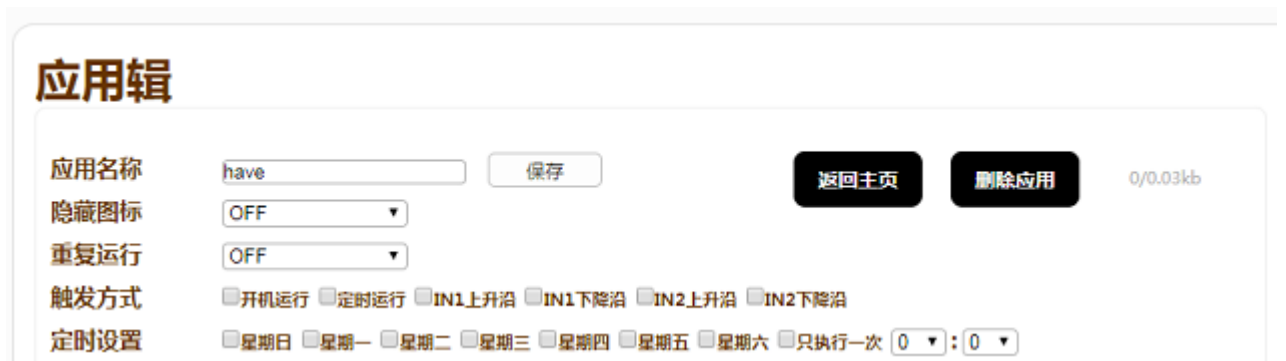 应用辑
应用名称 have 保存 返回主页 删除应用 0/0.03kb
隐藏图标 OFF
重复运行 OFF
触发方式 开机运行 定时运行 IN1上升沿 IN1下降沿 IN2上升沿 IN2下降沿
定时设置 星期日 星期一 星期二 星期三 星期四 星期五 星期六 只执行一次 0 : 0